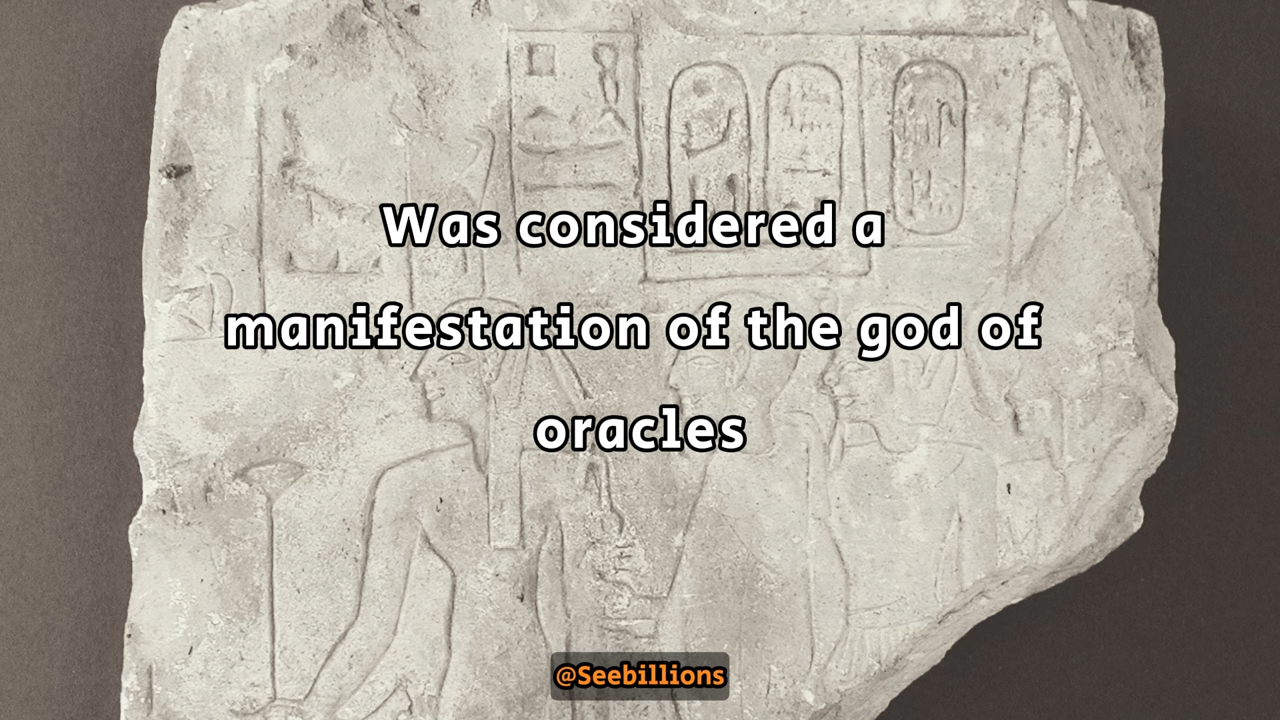 Was considered a
manifestation of the god of
oracles
@Seebillions